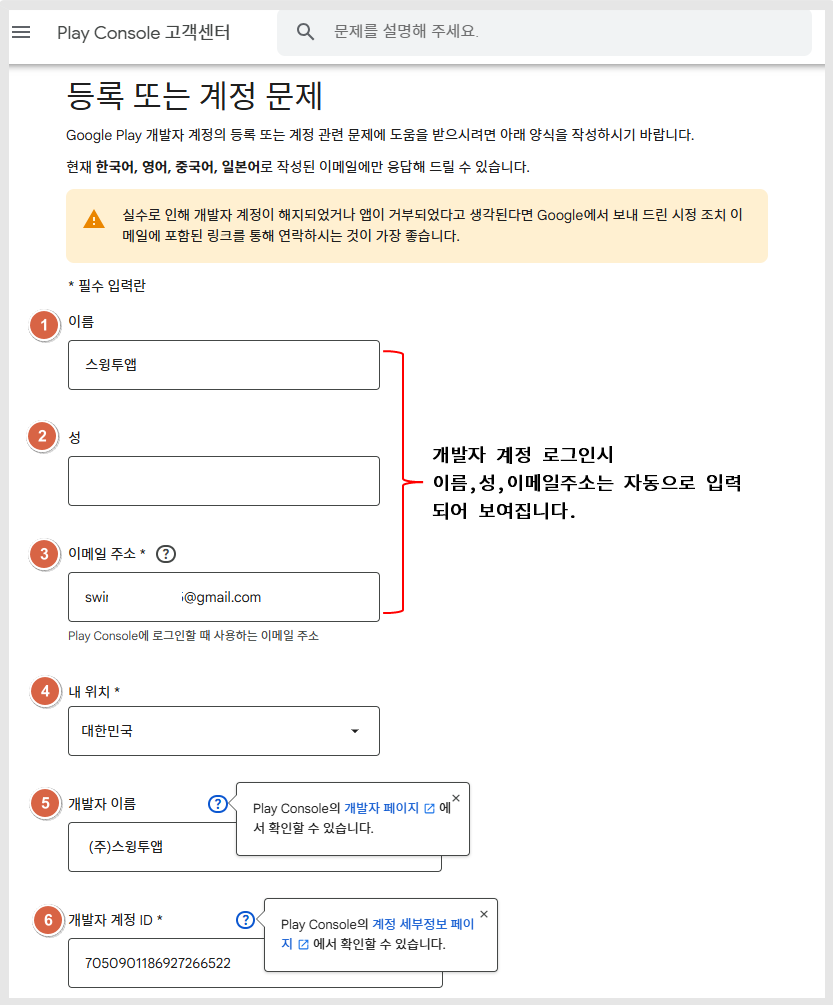 Play Console 고객센터
문제를 설명해 주세요.
등록 또는 계정 문제
Google Play 개발자 계정의 등록 또는 계정 관련 문제에 도움을 받으시려면 아래 양식을 작성하시기 바랍니다.
현재 한국어, 영어, 중국어, 일본어로 작성된 이메일에만 응답해 드릴 수 있습니다.
실수로 인해 개발자 계정이 해지되었거나 앱이 거부되었다고 생각된다면 Google에서 보내 드린 시정 조치 이
메일에 포함된 링크를 통해 연락하시는 것이 가장 좋습니다.
* 필수 입력란
1 이름
스윙투앱
2 성
개발자 계정 로그인시
이름,성,이메일주소는 자동으로 입력
되어 보여집니다.
3 이메일 주소 * ?
swin @gmail.com
Play Console에 로그인할 때 사용하는 이메일 주소
4 내 위치 *
대한민국
5 개발자 이름 ?
Play Console의 개발자 페이지 에
서 확인할 수 있습니다.
(주)스윙투앱
6 개발자 계정 ID * ?
Play Console의 계정 세부정보 페이
지 에서 확인할 수 있습니다.
7050901186927266522